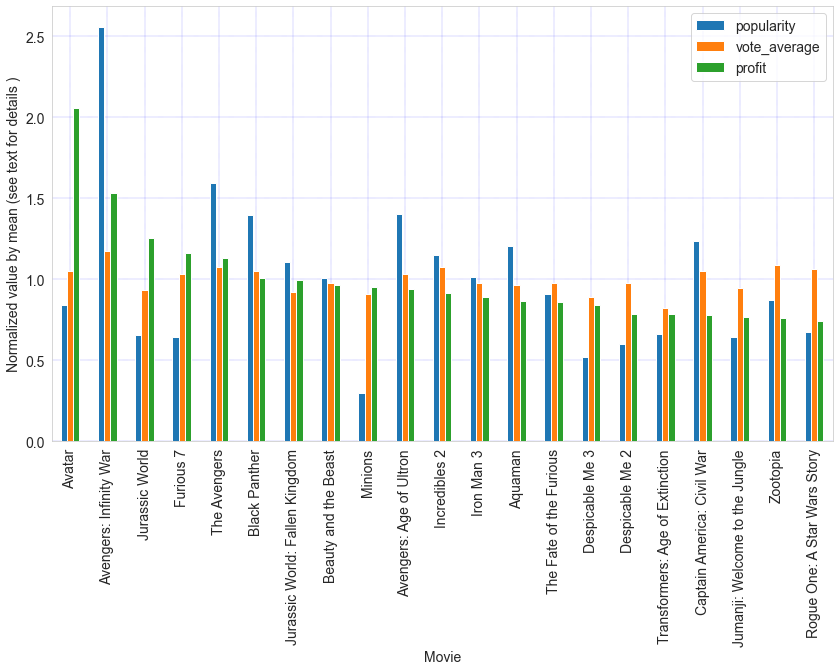 popularity
vote_average
profit
Normalized value by mean (see text for details )
2.5
2.0
1.5
1.0
0.5
0.0
Avatar
Avengers: Infinity War
Jurassic World
Furious 7
The Avengers
Black Panther
Jurassic World: Fallen Kingdom
Beauty and the Beast
Minions
Avengers: Age of Ultron
Incredibles 2
Iron Man 3
Aquaman
The Fate of the Furious
Despicable Me 3
Despicable Me 2
Transformers: Age of Extinction
Captain America: Civil War
Jumanji: Welcome to the Jungle
Zootopia
Rogue One: A Star Wars Story
Movie